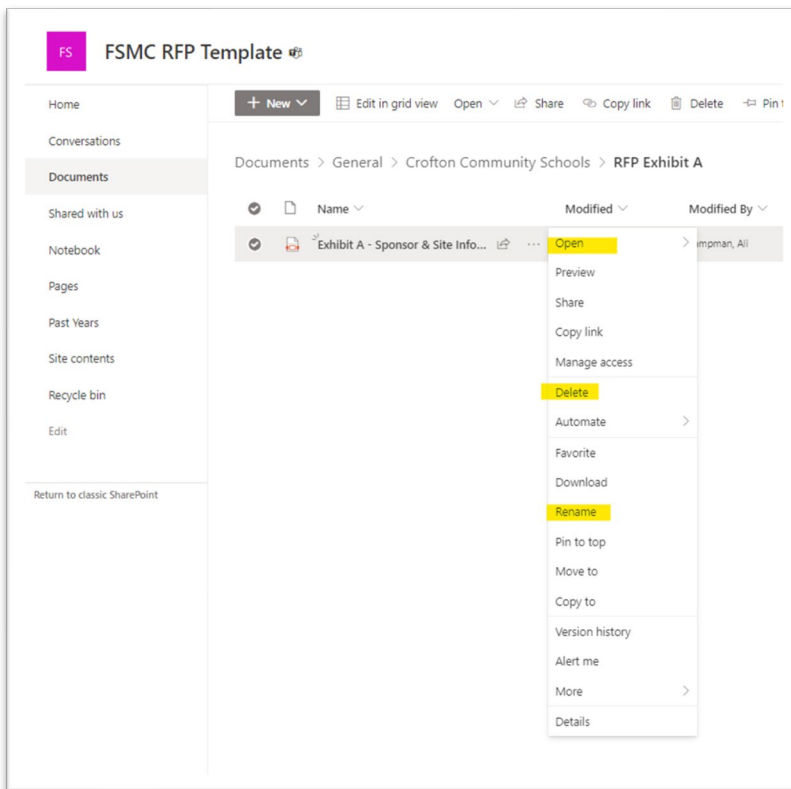 FS
FSMC RFP Template
Home
Conversations
Documents
Shared with us
Notebook
Pages
Past Years
Site contents
Recycle bin
Edit
Return to classic SharePoint
+ New Edit in grid view Open Share Copy link Delete Pin t
Documents > General > Crofton Community Schools > RFP Exhibit A
Name Modified Modified By
Exhibit A - Sponsor & Site Info... ... mpman, All
Open
Preview
Share
Copy link
Manage access
Delete
Automate
Favorite
Download
Rename
Pin to top
Move to
Copy to
Version history
Alert me
More
Details